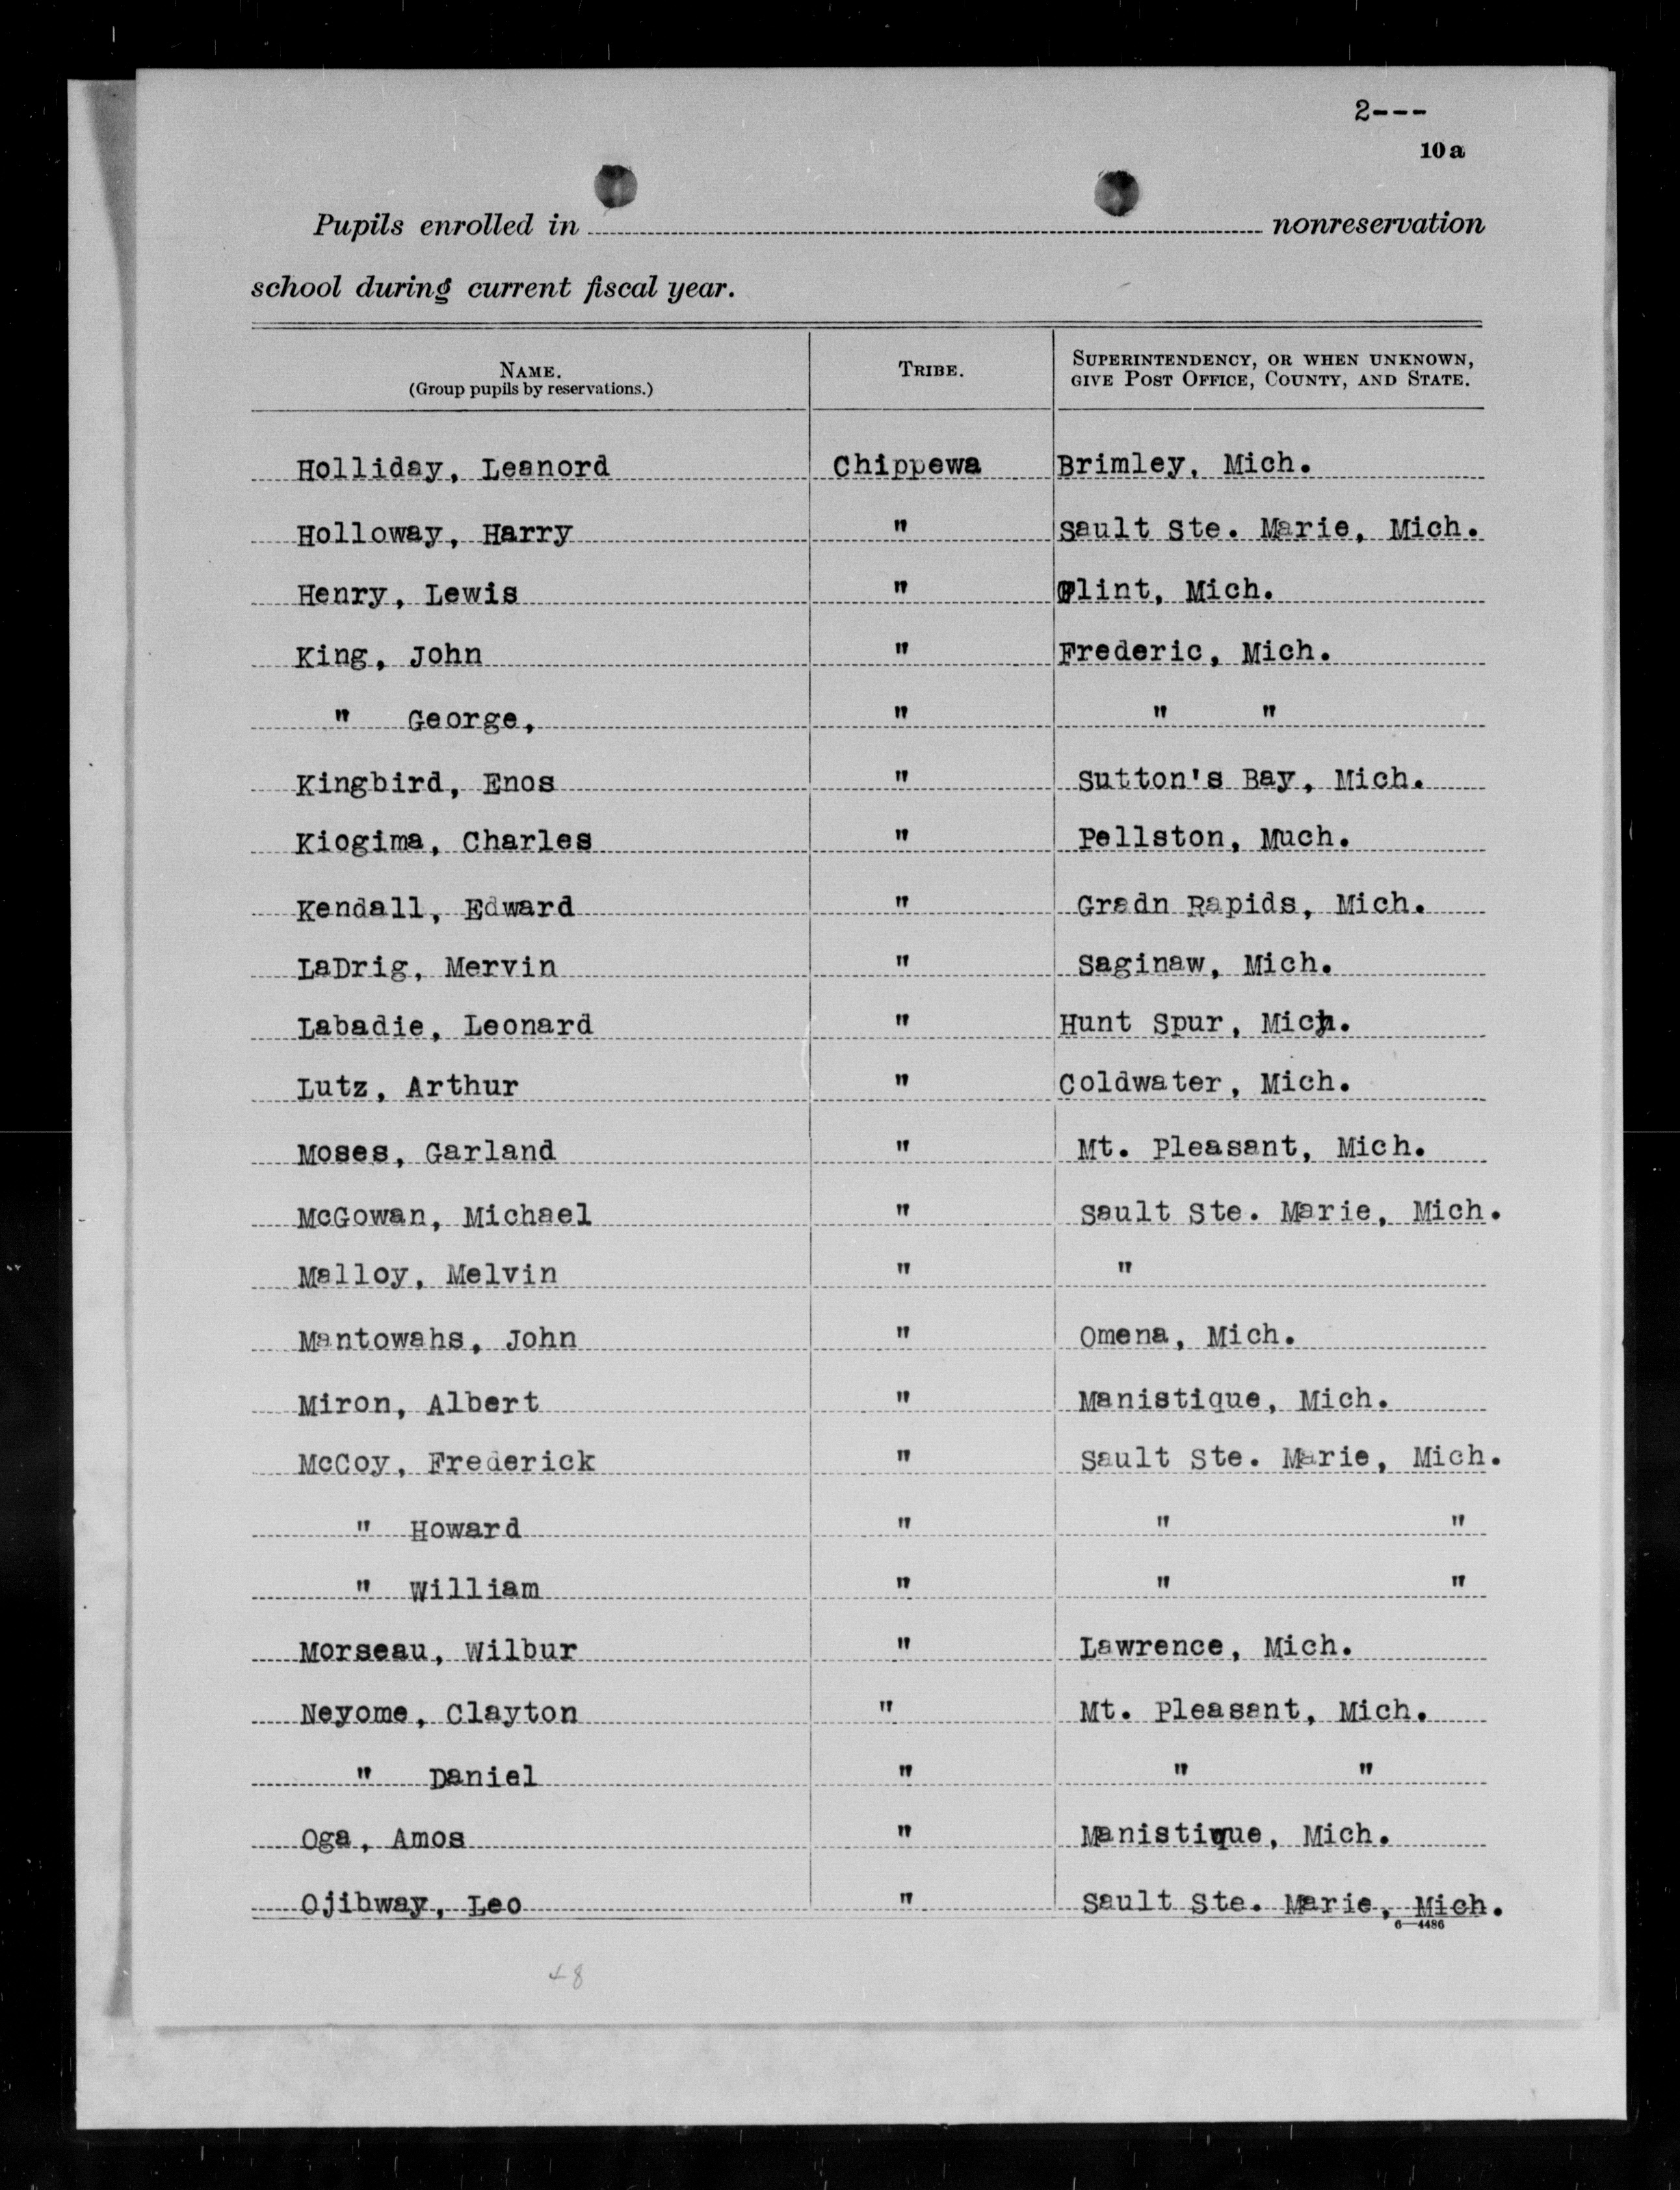 2---
10a
Pupils enrolled in nonreservation
school during current fiscal year.
NAME. TRIBE. SUPERINTENDENCY, OR WHEN UNKNOWN,
(Group pupils by reservations.) GIVE POST OFFICE, COUNTY, AND STATE.
Holliday, Leanord Chippewa Brimley, Mich.
Holloway, Harry " Sault Ste. Marie, Mich.
Henry, Lewis " Flint, Mich.
King, John " Frederic, Mich.
" George, " " "
Kingbird, Enos " Sutton's Bay, Mich.
Kiogima, Charles " Pellston, Much.
Kendall, Edward " Gradn Rapids, Mich.
LaDrig, Mervin " Saginaw, Mich.
Labadie, Leonard " Hunt Spur, Mich.
Lutz, Arthur " Coldwater, Mich.
Moses, Garland " Mt. Pleasant, Mich.
McGowan, Michael " Sault Ste. Marie, Mich.
Malloy, Melvin " "
Mantowahs, John " Omena, Mich.
Miron, Albert " Manistique, Mich.
McCoy, Frederick " Sault Ste. Marie, Mich.
" Howard " " "
" William " " "
Morseau, Wilbur " Lawrence, Mich.
Neyome, Clayton " Mt. Pleasant, Mich.
" Daniel " " "
Oga, Amos " Manistique, Mich.
Ojibway, Leo " Sault Ste. Marie, Mich.
6—4486
48